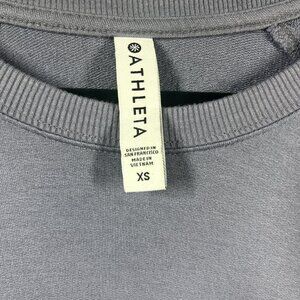 ATHLETA
DESIGNED IN
SAN FRANCISCO
MADE IN
VIETNAM
XS